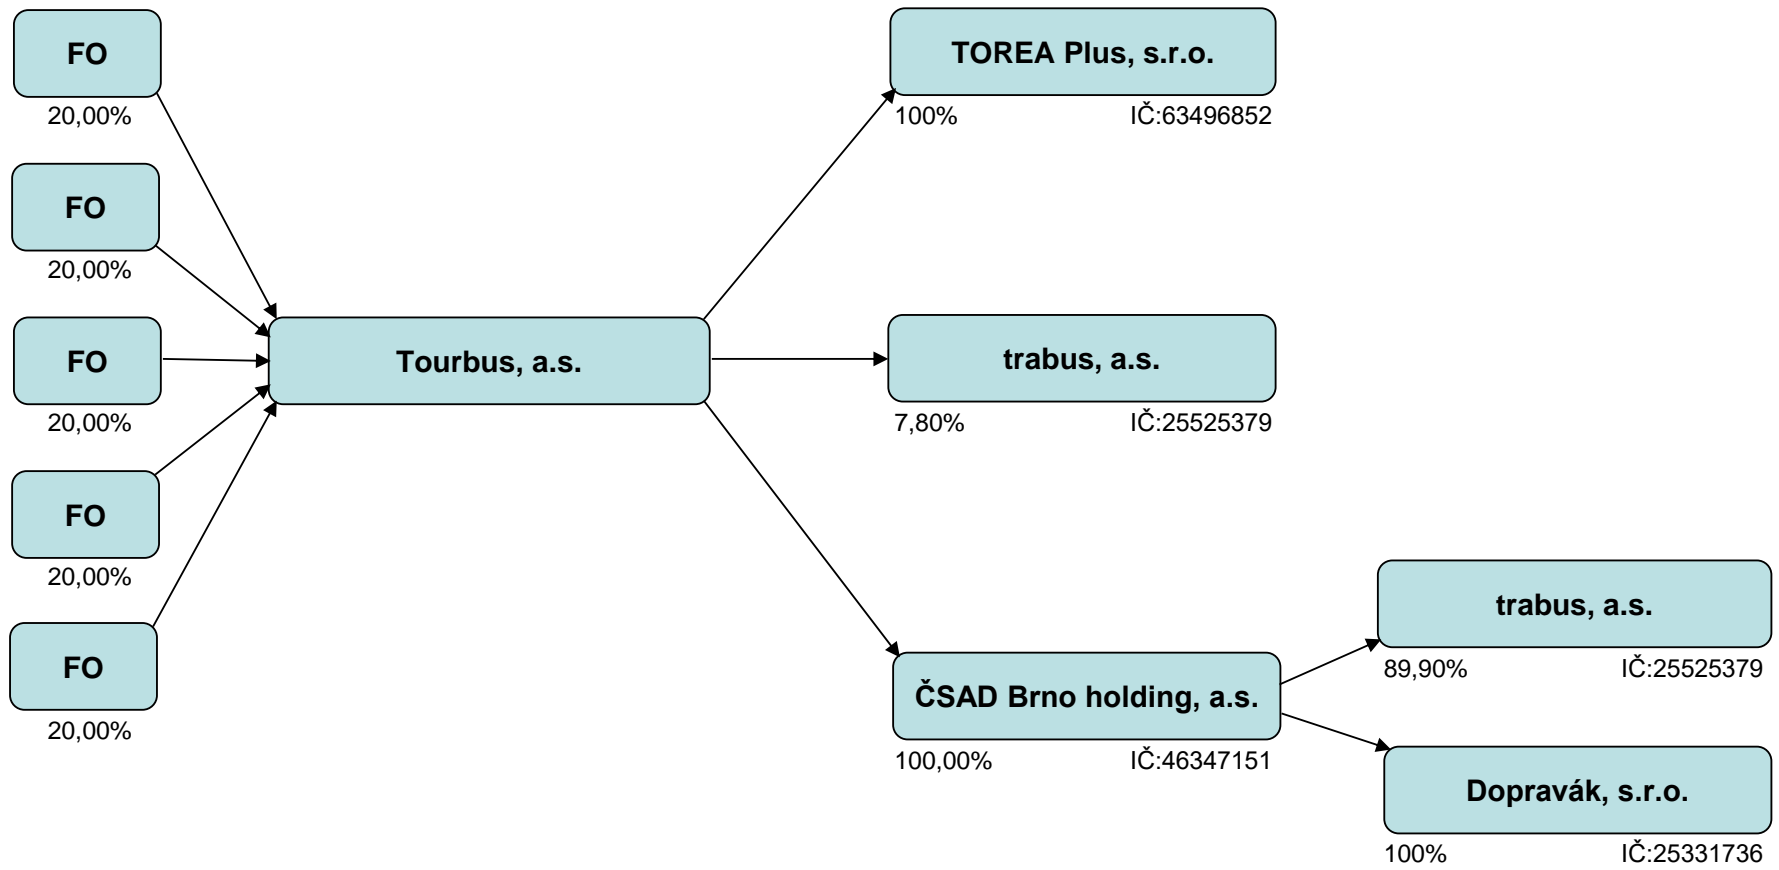 FO
20,00%
FO
20,00%
FO
20,00%
FO
20,00%
FO
20,00%
Tourbus, a.s.
TOREA Plus, s.r.o.
100% IČ:63496852
trabus, a.s.
7,80% IČ:25525379
ČSAD Brno holding, a.s.
100,00% IČ:46347151
trabus, a.s.
89,90% IČ:25525379
Dopravák, s.r.o.
100% IČ:25331736